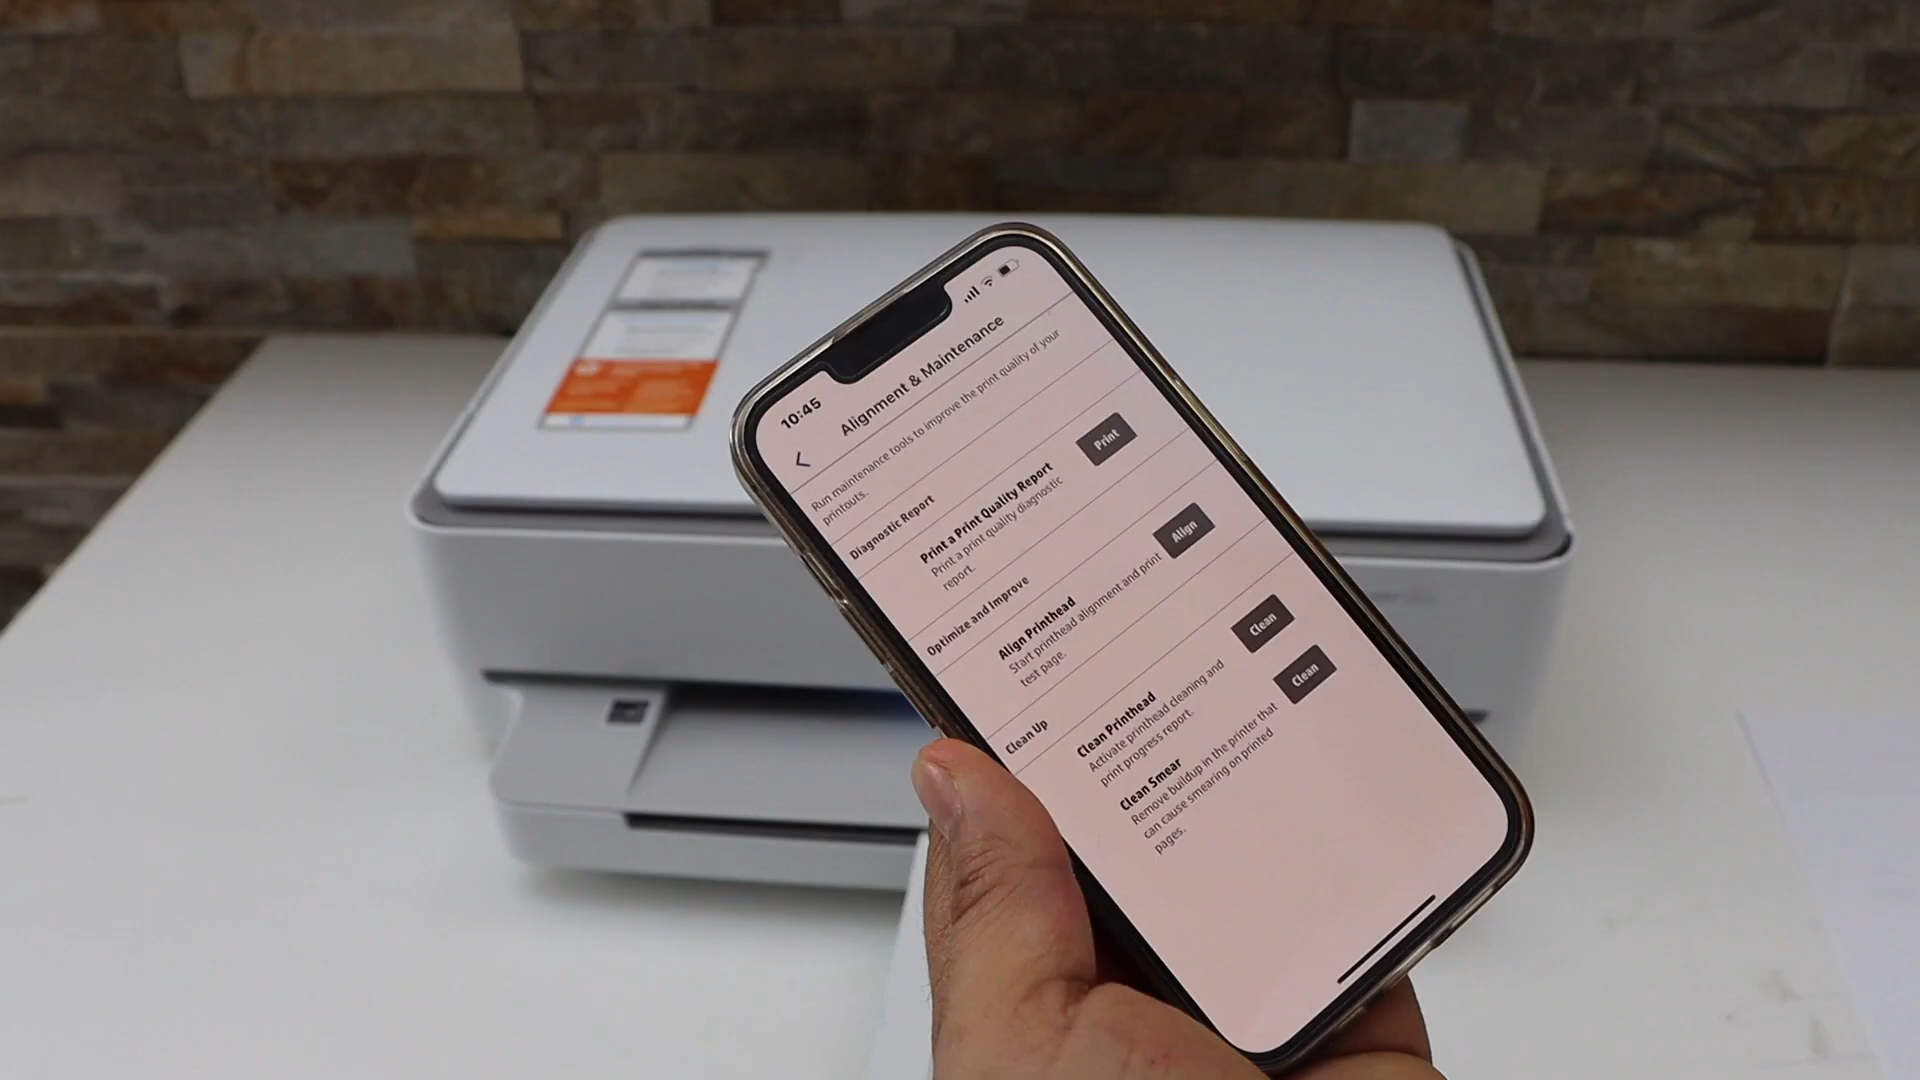 10:45
Alignment & Maintenance
Run maintenance tools to improve the print quality of your
printouts.
Diagnostic Report
Print a Print Quality Report
Print a print quality diagnostic
report.
Print
Optimize and Improve
Align Printhead
Start printhead alignment and print
test page.
Align
Clean Up
Clean Printhead
Activate printhead cleaning and
print progress report.
Clean
Clean Smear
Remove buildup in the printer that
can cause smearing on printed
pages.
Clean